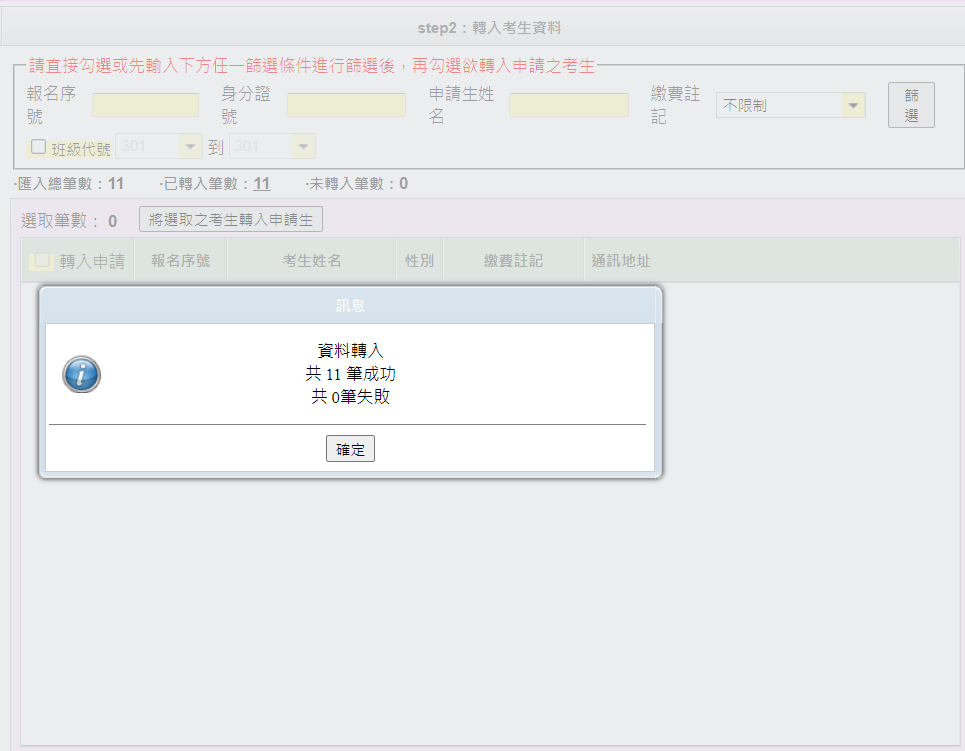 step2：轉入考生資料
請直接勾選或先輸入下方任一篩選條件進行篩選後，再勾選欲轉入申請之考生
報名序號
身分證號
申請生姓名
繳費註記
不限制
篩選
班級代號
301
到
301
·匯入總筆數：11 ·已轉入筆數：11 ·未轉入筆數：0
選取筆數： 0 將選取之考生轉入申請生
轉入申請 報名序號 考生姓名 性別 繳費註記 通訊地址
訊息
資料轉入
共 11 筆成功
共 0筆失敗
確定